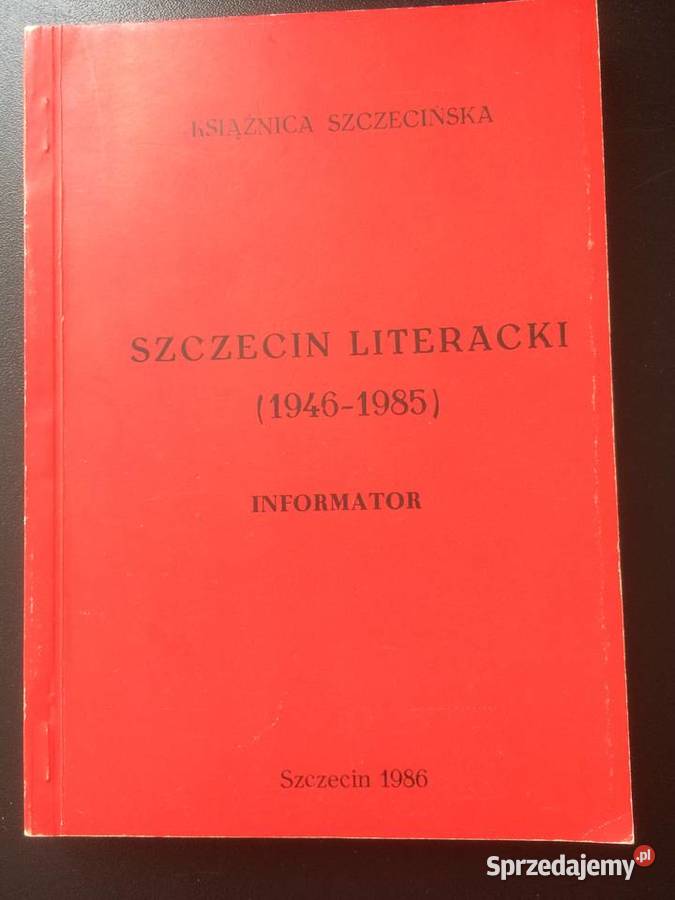 KSIĄŻNICA SZCZECIŃSKA
SZCZECIN LITERACKI
(1946-1985)
INFORMATOR
Szczecin 1986
Sprzedajemy.pl